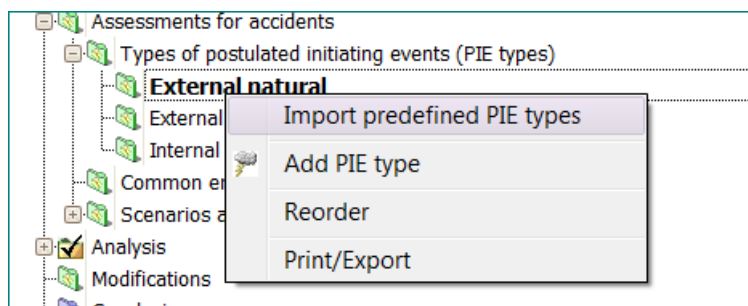 Assessments for accidents
Types of postulated initiating events (PIE types)
External natural
External
Internal
Common
Scenarios
Analysis
Modifications
Import predefined PIE types
Add PIE type
Reorder
Print/Export